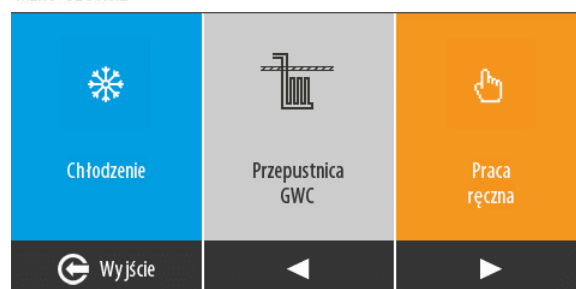 Chłodzenie
Przepustnica
GWC
Praca
ręczna
Wyjście